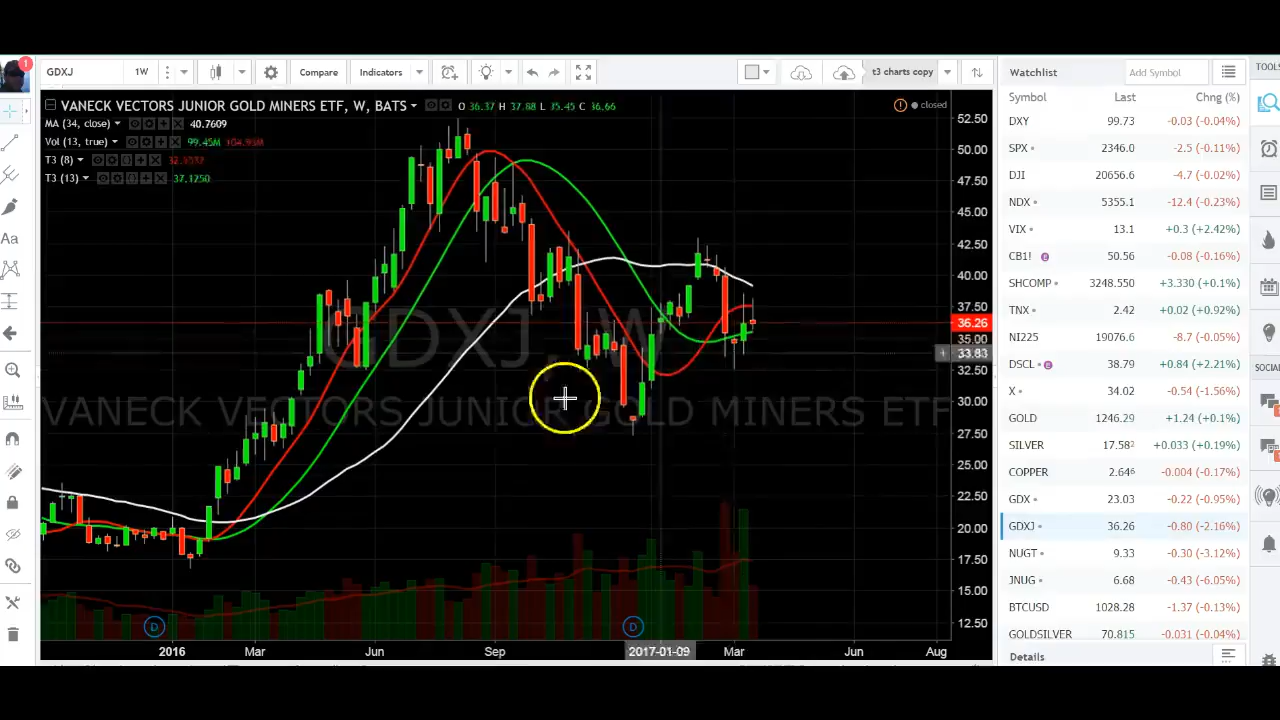 1
GDXJ 1W Compare Indicators t3 charts copy
VANECK VECTORS JUNIOR GOLD MINERS ETF, W, BATS O 36.37 H 37.88 L 35.45 C 36.66 closed
MA (34, close) 40.7609
Vol (13, true) 99.45M 104.93M
T3 (8)
T3 (13) 37.1250
Aa
GDXJ, W
VANECK VECTORS JUNIOR GOLD MINERS ETF
52.50
50.00
47.50
45.00
42.50
40.00
37.50
36.26
35.00
33.83
32.50
30.00
27.50
25.00
22.50
20.00
17.50
15.00
12.50
D D
2016 Mar Jun Sep 2017-01-09 Mar Jun Aug
Watchlist Add Symbol
Symbol Last Chng (%)
DXY 99.73 -0.03 (-0.04%)
SPX 2346.0 -2.5 (-0.11%)
DJI 20656.6 -4.7 (-0.02%)
NDX 5355.1 -12.4 (-0.23%)
VIX 13.1 +0.3 (+2.42%)
CB1! 50.56 -0.08 (-0.16%)
SHCOMP 3248.550 +3.330 (+0.1%)
TNX 2.42 +0.02 (+0.92%)
NI225 19076.6 -8.7 (-0.05%)
DSCL 38.79 +0.84 (+2.21%)
X 34.02 -0.54 (-1.56%)
GOLD 1246.29 +1.24 (+0.1%)
SILVER 17.582 +0.033 (+0.19%)
COPPER 2.646 -0.004 (-0.17%)
GDX 23.03 -0.22 (-0.95%)
GDXJ 36.26 -0.80 (-2.16%)
NUGT 9.33 -0.30 (-3.12%)
JNUG 6.68 -0.43 (-6.05%)
BTCUSD 1028.28 -1.37 (-0.13%)
GOLDSILVER 70.815 -0.031 (-0.04%)
Details
TOOLS
SOCIAL